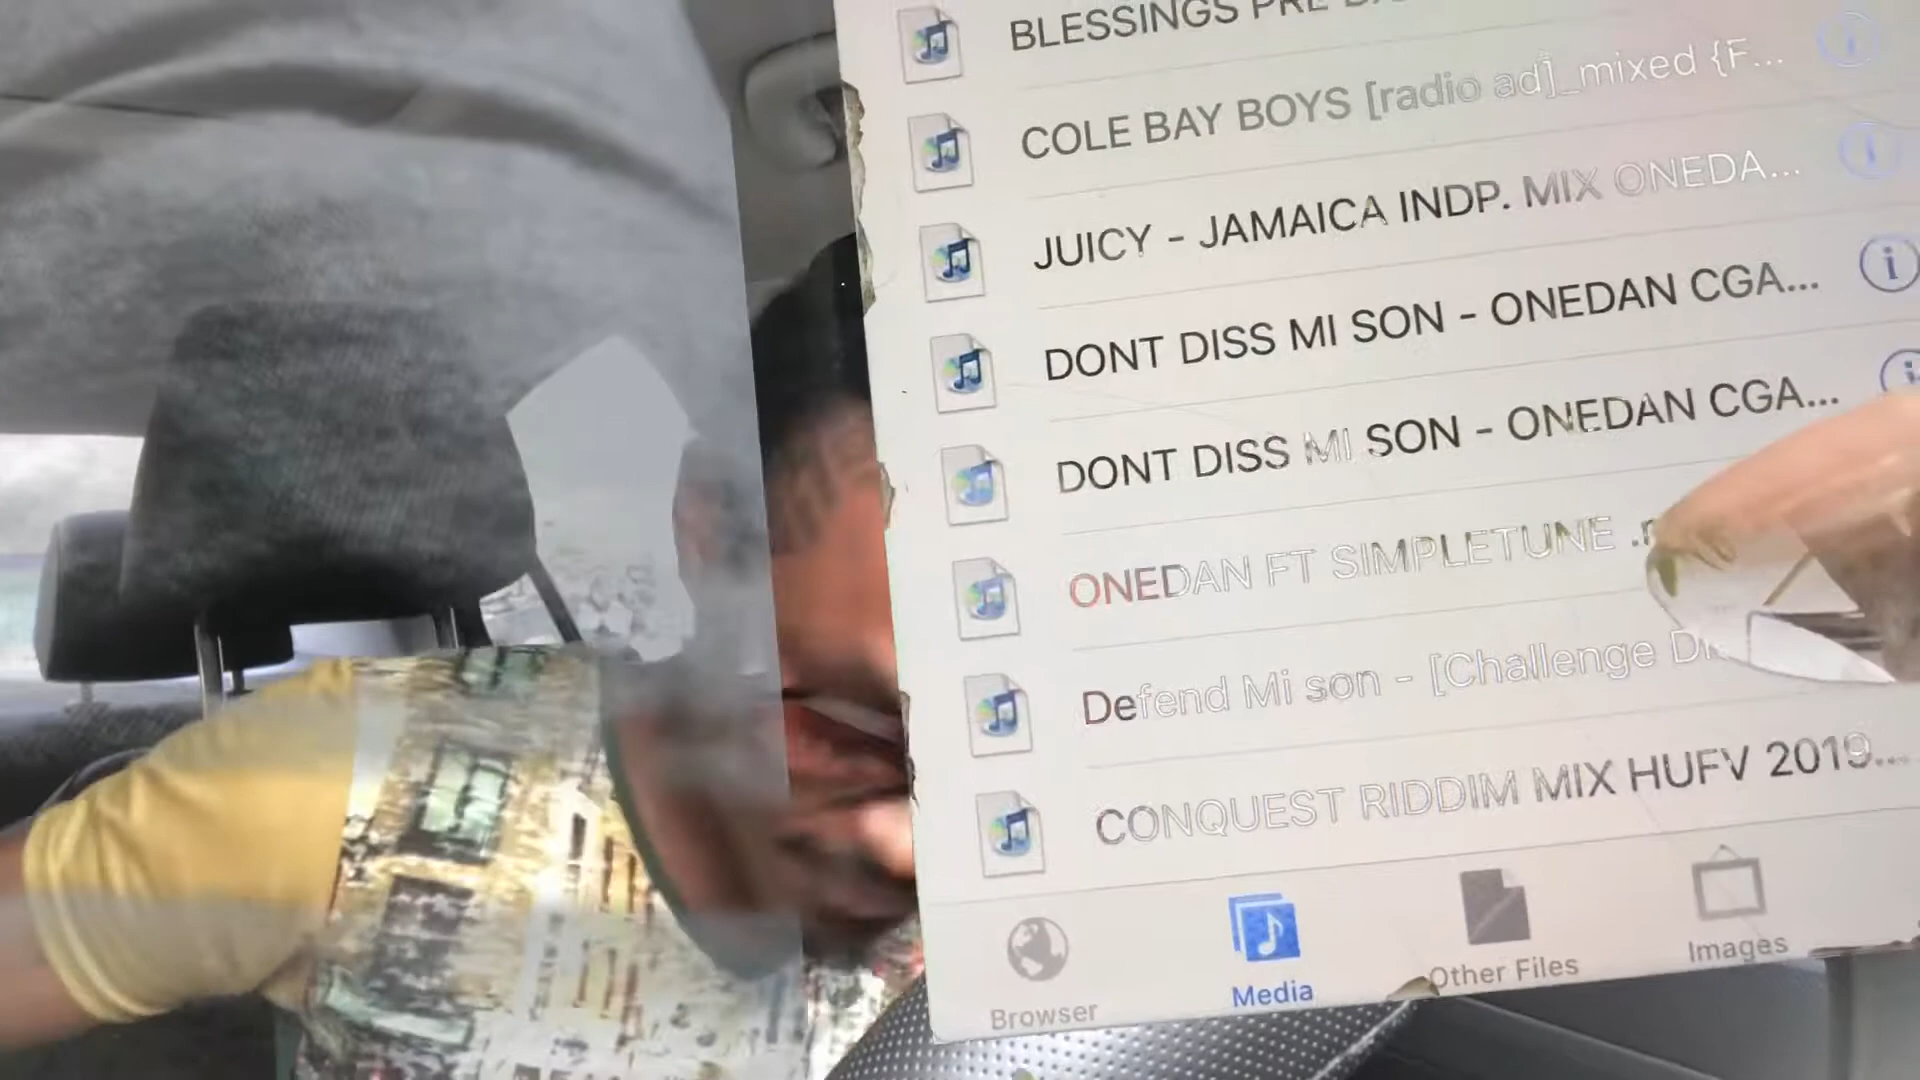 BLESSINGS PRE
COLE BAY BOYS [radio ad]_mixed {F...
JUICY - JAMAICA INDP. MIX ONEDA...
DONT DISS MI SON - ONEDAN CGA...
DONT DISS MI SON - ONEDAN CGA...
ONEDAN FT SIMPLETUNE
Defend Mi son - [Challenge
CONQUEST RIDDIM MIX HUFV 2019...
Browser
Media
Other Files
Images